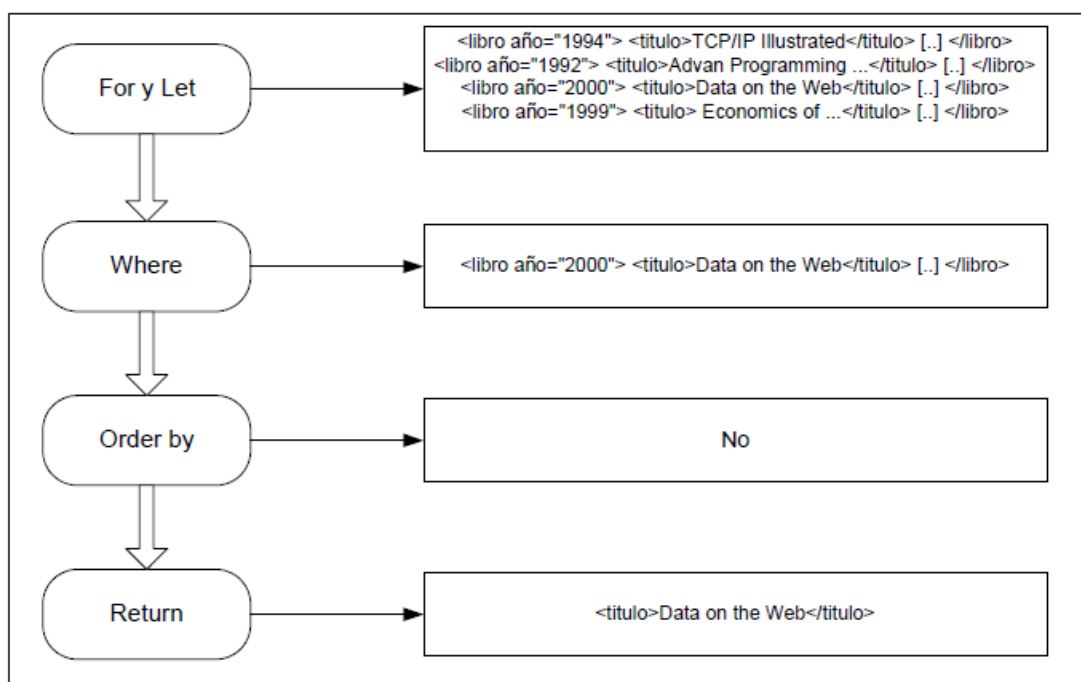 For y Let
<libro año="1994"> <titulo>TCP/IP Illustrated</titulo> [..] </libro>
<libro año="1992"> <titulo>Advan Programming ...</titulo> [..] </libro>
<libro año="2000"> <titulo>Data on the Web</titulo> [..] </libro>
<libro año="1999"> <titulo> Economics of ...</titulo> [..] </libro>
Where
<libro año="2000"> <titulo>Data on the Web</titulo> [..] </libro>
Order by
No
Return
<titulo>Data on the Web</titulo>